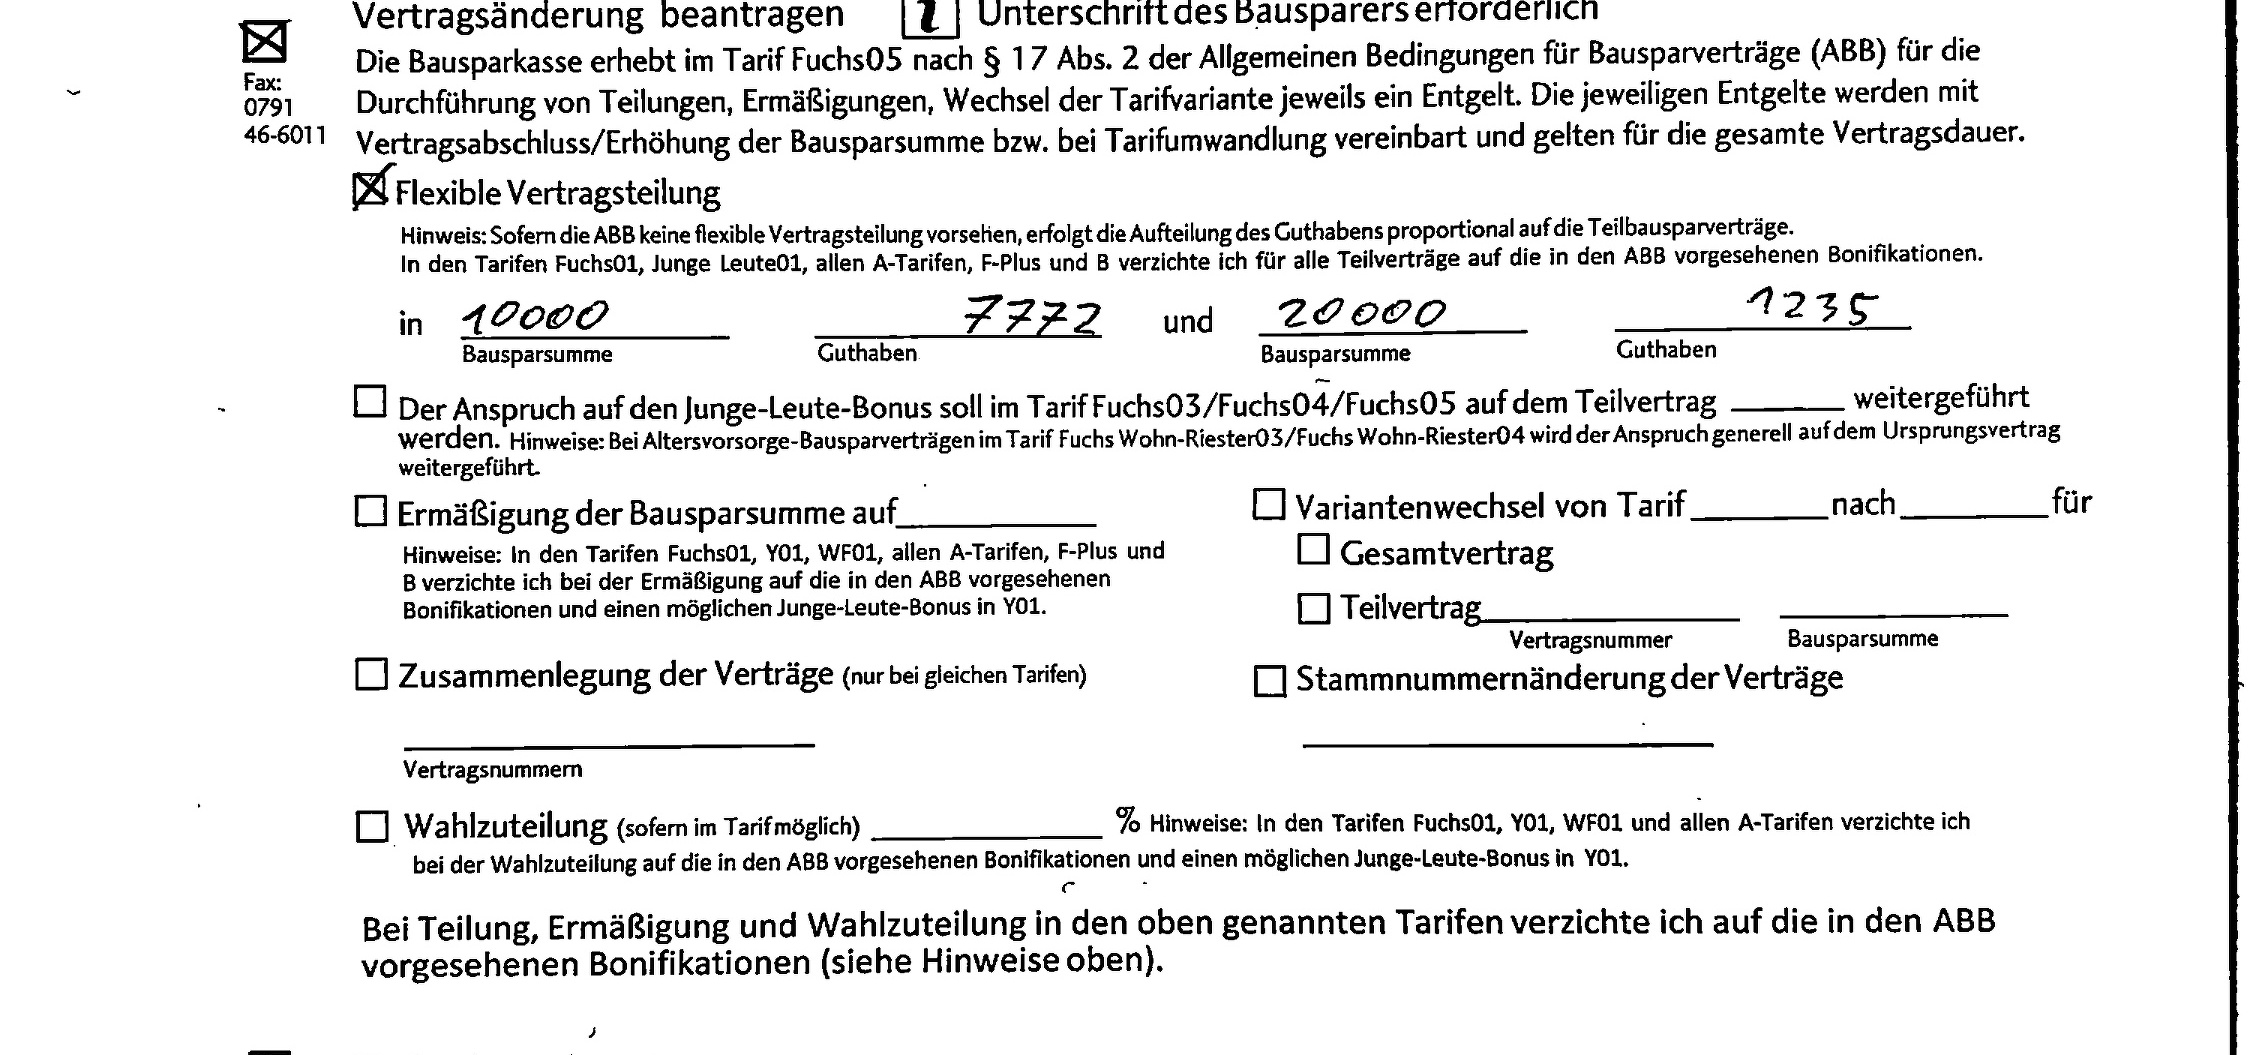 Vertragsänderung beantragen i Unterschrift des Bausparers erforderlich
Fax:
0791
46-6011
Die Bausparkasse erhebt im Tarif Fuchs05 nach § 17 Abs. 2 der Allgemeinen Bedingungen für Bausparverträge (ABB) für die
Durchführung von Teilungen, Ermäßigungen, Wechsel der Tarifvariante jeweils ein Entgelt. Die jeweiligen Entgelte werden mit
Vertragsabschluss/Erhöhung der Bausparsumme bzw. bei Tarifumwandlung vereinbart und gelten für die gesamte Vertragsdauer.
Flexible Vertragsteilung
Hinweis: Sofern die ABB keine flexible Vertragsteilung vorsehen, erfolgt die Aufteilung des Guthabens proportional auf die Teilbausparverträge.
In den Tarifen Fuchs01, Junge Leute01, allen A-Tarifen, F-Plus und B verzichte ich für alle Teilverträge auf die in den ABB vorgesehenen Bonifikationen.
in 10000 7772 und 20000 1235
Bausparsumme Guthaben Bausparsumme Guthaben
Der Anspruch auf den Junge-Leute-Bonus soll im Tarif Fuchs03/Fuchs04/Fuchs05 auf dem Teilvertrag weitergeführt
werden. Hinweise: Bei Altersvorsorge-Bausparverträgen im Tarif Fuchs Wohn-Riester03/Fuchs Wohn-Riester04 wird der Anspruch generell auf dem Ursprungsvertrag
weitergeführt.
Ermäßigung der Bausparsumme auf
Hinweise: In den Tarifen Fuchs01, Y01, WF01, allen A-Tarifen, F-Plus und
B verzichte ich bei der Ermäßigung auf die in den ABB vorgesehenen
Bonifikationen und einen möglichen Junge-Leute-Bonus in Y01.
Variantenwechsel von Tarif nach für
Gesamtvertrag
Teilvertrag
Vertragsnummer Bausparsumme
Zusammenlegung der Verträge (nur bei gleichen Tarifen)
Vertragsnummern
Stammnummernänderung der Verträge
Wahlzuteilung (sofern im Tarif möglich) % Hinweise: In den Tarifen Fuchs01, Y01, WF01 und allen A-Tarifen verzichte ich
bei der Wahlzuteilung auf die in den ABB vorgesehenen Bonifikationen und einen möglichen Junge-Leute-Bonus in Y01.
Bei Teilung, Ermäßigung und Wahlzuteilung in den oben genannten Tarifen verzichte ich auf die in den ABB
vorgesehenen Bonifikationen (siehe Hinweise oben).